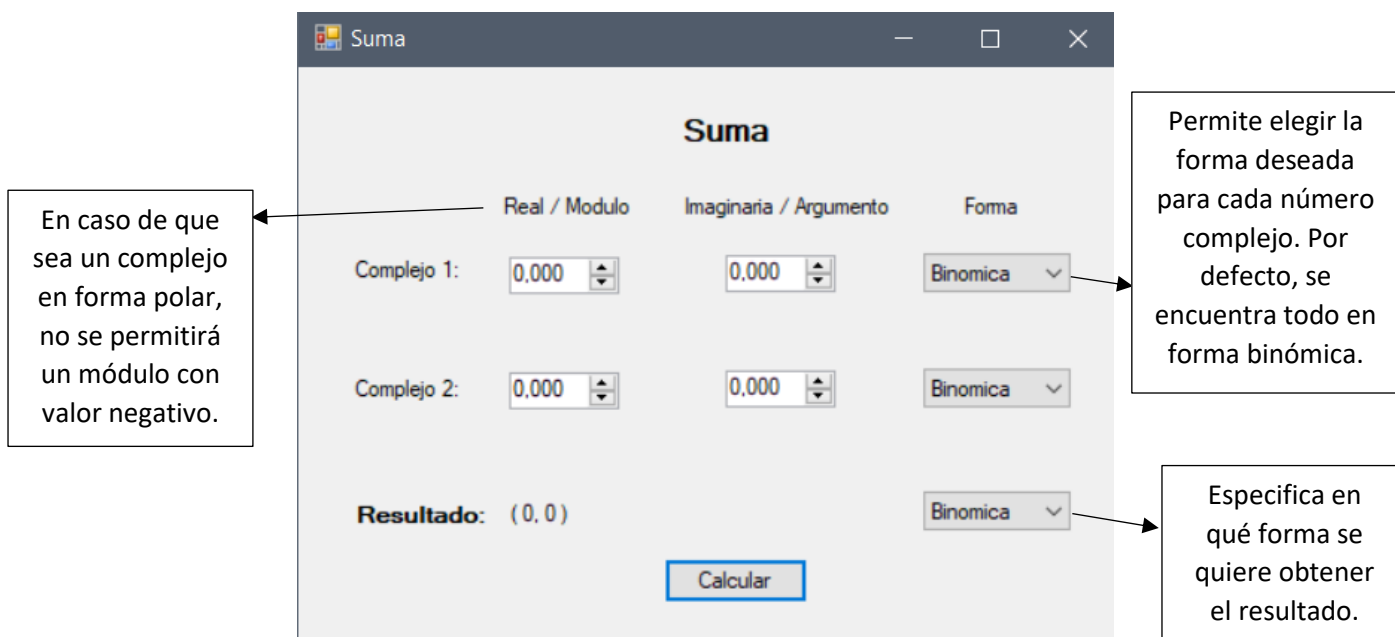 Suma
Suma
En caso de que
sea un complejo
en forma polar,
no se permitirá
un módulo con
valor negativo.
Real / Modulo Imaginaria / Argumento Forma
Complejo 1: 0,000 0,000 Binomica
Complejo 2: 0,000 0,000 Binomica
Resultado: ( 0, 0 ) Binomica
Calcular
Permite elegir la
forma deseada
para cada número
complejo. Por
defecto, se
encuentra todo en
forma binómica.
Especifica en
qué forma se
quiere obtener
el resultado.